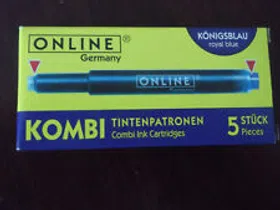 ONLINE®
Germany
KÖNIGSBLAU
royal blue
ONLINE
KOMBI
TINTENPATRONEN
Combi Ink Cartridges
5 STÜCK
Pieces